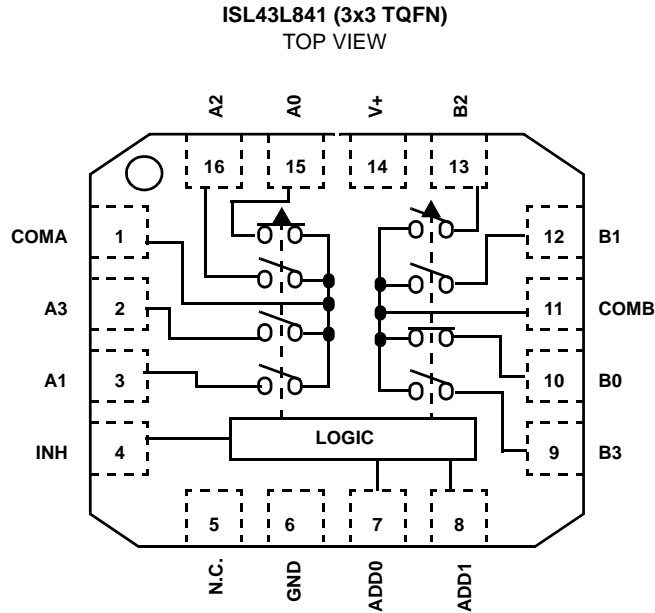 ISL43L841 (3x3 TQFN)
TOP VIEW
A2 A0 V+ B2
16 15 14 13
COMA 1 12 B1
A3 2 11 COMB
A1 3 10 B0
INH 4 LOGIC 9 B3
5 6 7 8
N.C. GND ADD0 ADD1